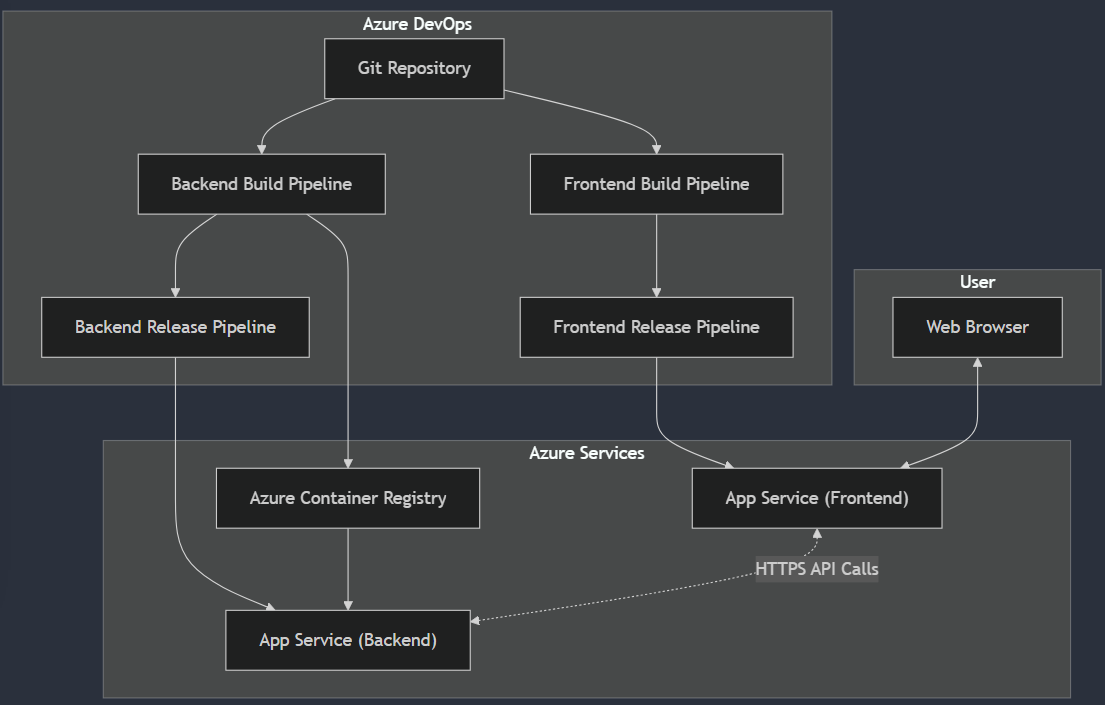 Azure DevOps
Git Repository
Backend Build Pipeline
Frontend Build Pipeline
User
Backend Release Pipeline
Frontend Release Pipeline
Web Browser
Azure Services
Azure Container Registry
App Service (Frontend)
HTTPS API Calls
App Service (Backend)